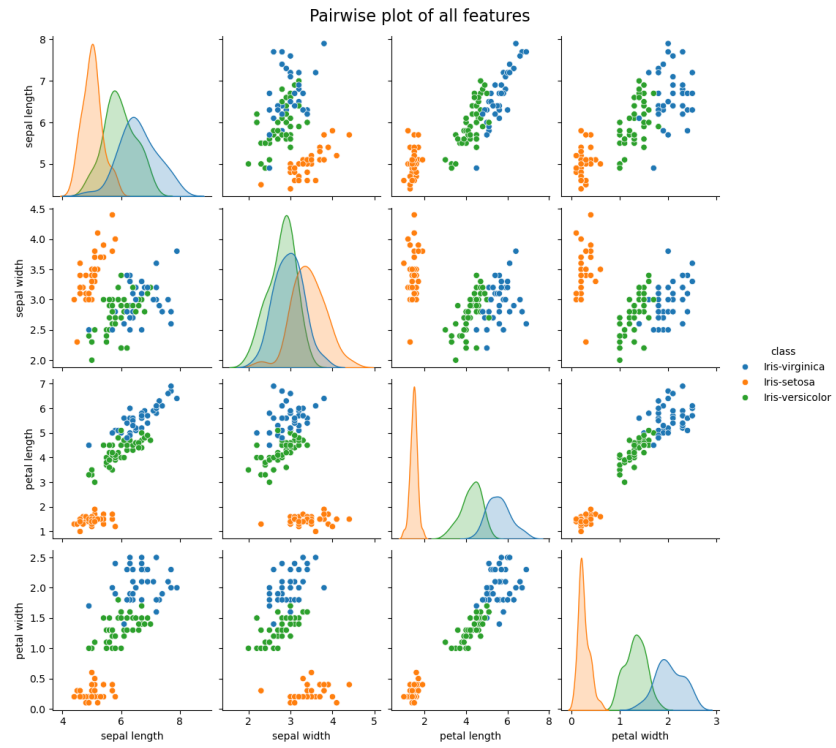 Pairwise plot of all features
8
7
6
5
sepal length
4.5
4.0
3.5
3.0
2.5
2.0
sepal width
class
Iris-virginica
Iris-setosa
Iris-versicolor
7
6
5
4
3
2
1
petal length
2.5
2.0
1.5
1.0
0.5
0.0
petal width
4 6 8
sepal length
2 3 4 5
sepal width
2 4 6 8
petal length
0 1 2 3
petal width